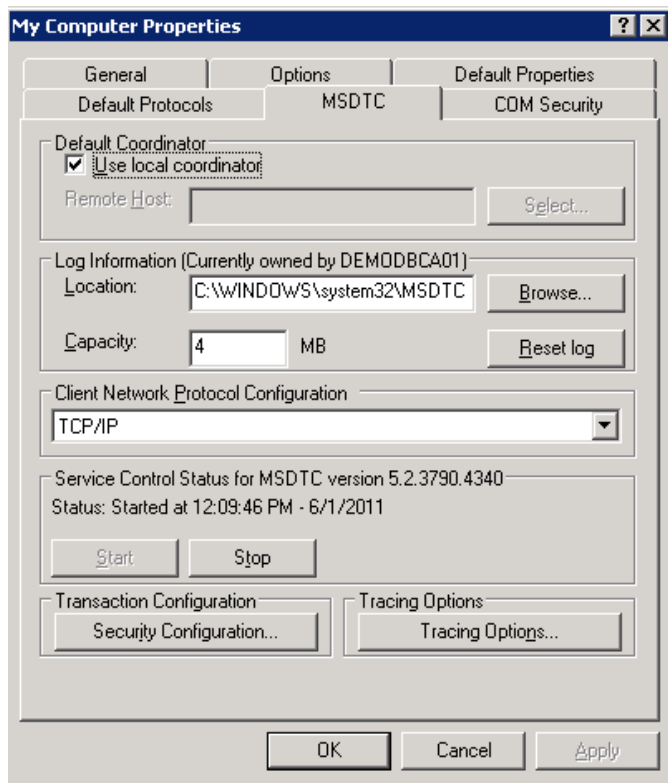 My Computer Properties
General Options Default Properties
Default Protocols MSDTC COM Security
Default Coordinator
Use local coordinator
Remote Host: Select...
Log Information (Currently owned by DEMODBCA01)
Location: C:\WINDOWS\system32\MSDTC Browse...
Capacity: 4 MB Reset log
Client Network Protocol Configuration
TCP/IP
Service Control Status for MSDTC version 5.2.3790.4340
Status: Started at 12:09:46 PM - 6/1/2011
Start Stop
Transaction Configuration Tracing Options
Security Configuration... Tracing Options...
OK Cancel Apply